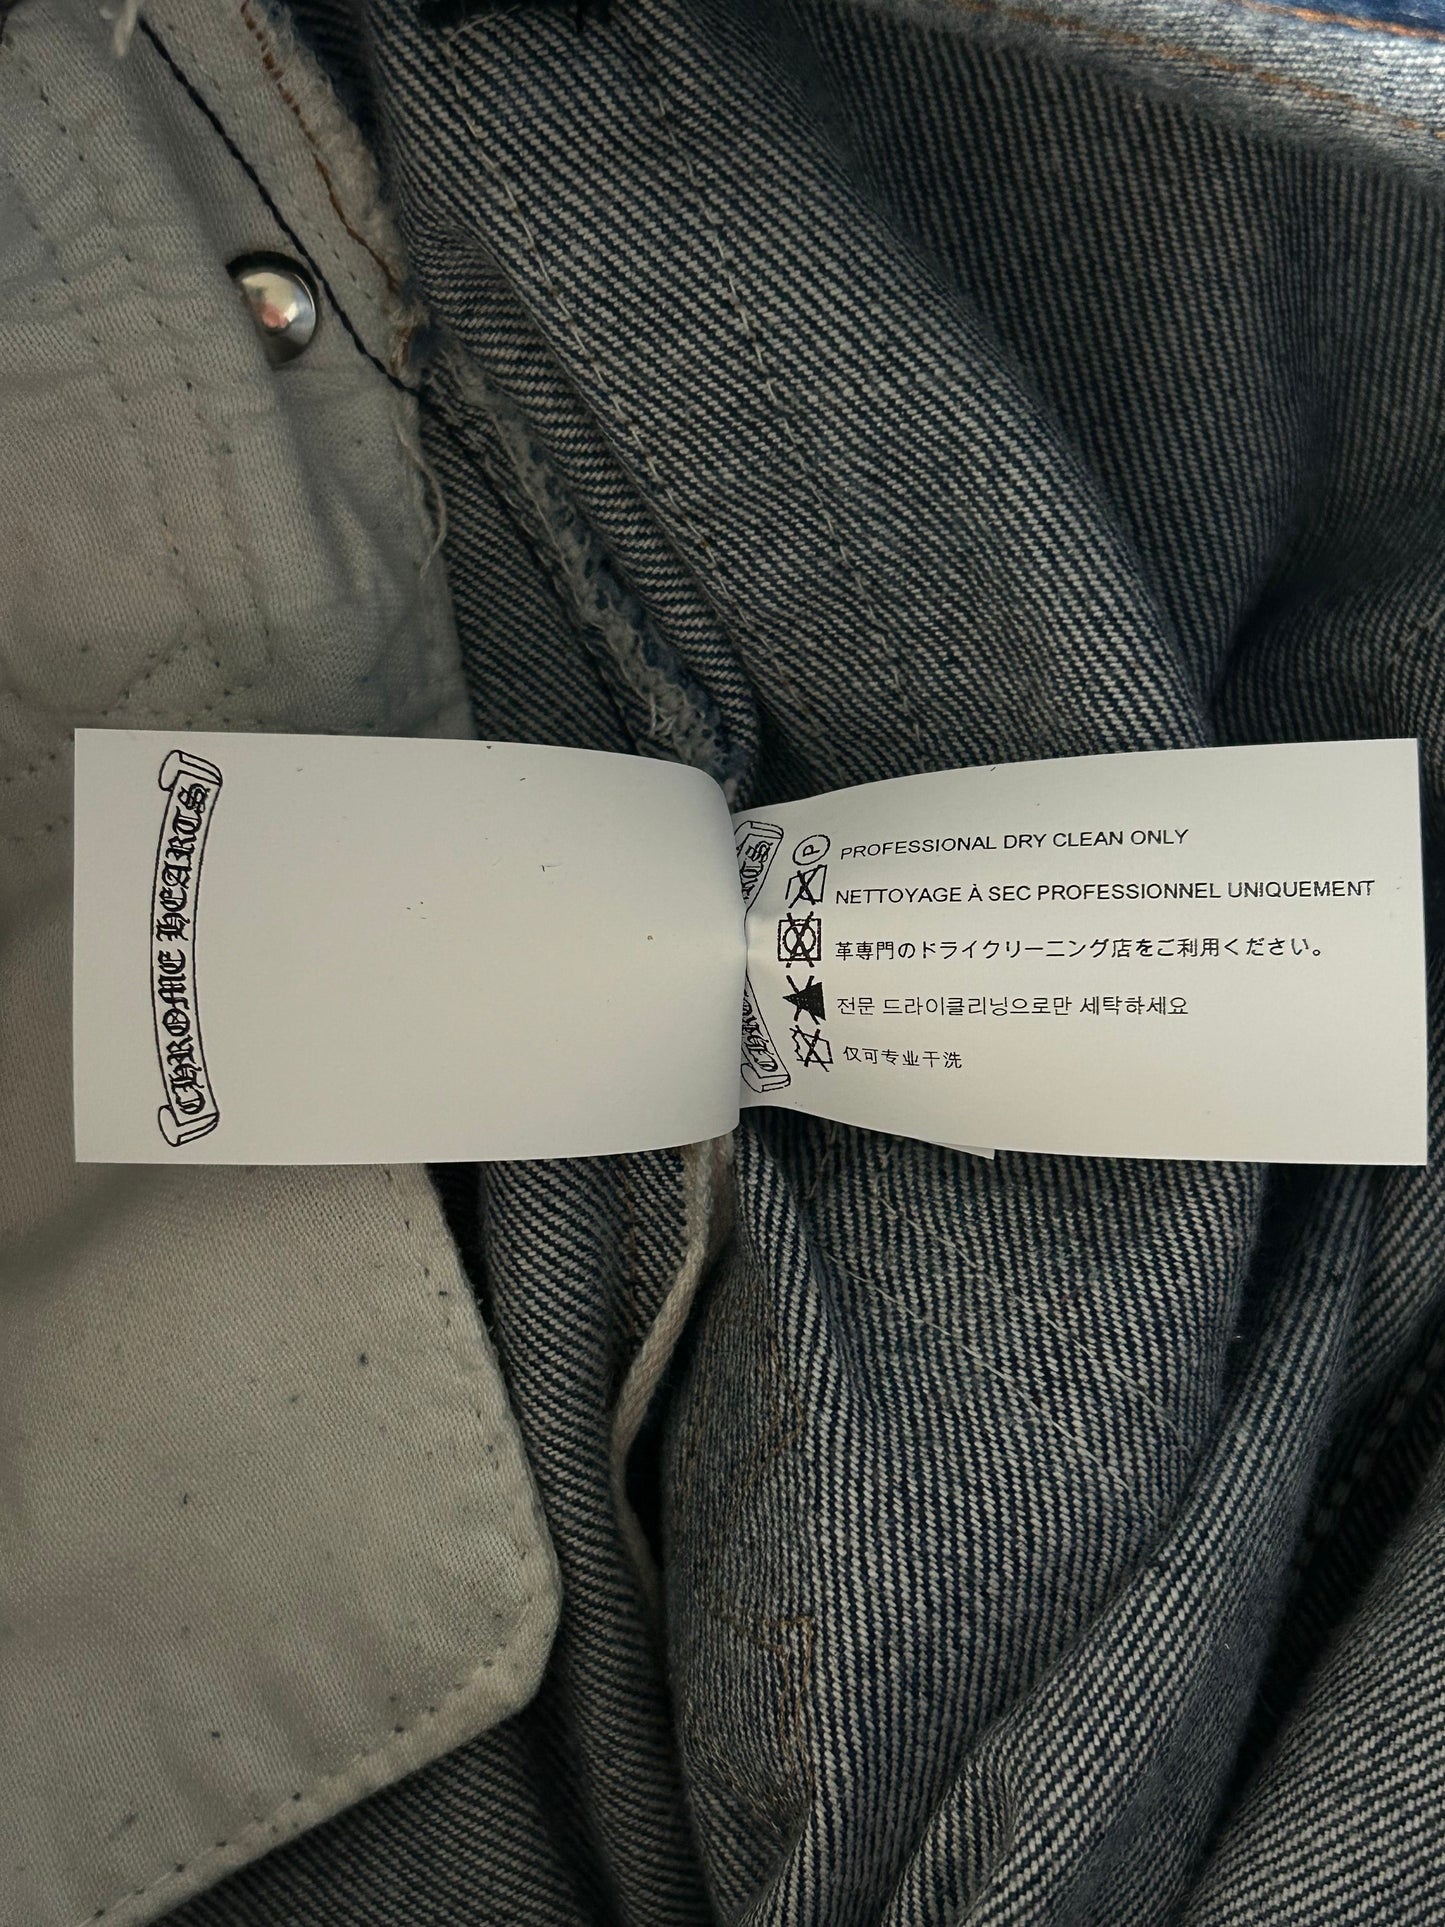 CHROME HEARTS
P
PROFESSIONAL DRY CLEAN ONLY
NETTOYAGE À SEC PROFESSIONNEL UNIQUEMENT
革専門のドライクリーニング店をご利用ください。
전문 드라이클리닝으로만 세탁하세요
仅可专业干洗